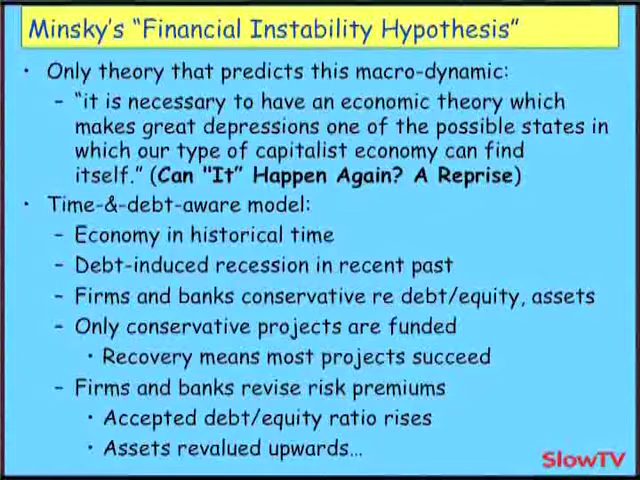 Minsky's "Financial Instability Hypothesis"
• Only theory that predicts this macro-dynamic:
– "it is necessary to have an economic theory which
makes great depressions one of the possible states in
which our type of capitalist economy can find
itself." (Can "It" Happen Again? A Reprise)
• Time-&-debt-aware model:
– Economy in historical time
– Debt-induced recession in recent past
– Firms and banks conservative re debt/equity, assets
– Only conservative projects are funded
• Recovery means most projects succeed
– Firms and banks revise risk premiums
• Accepted debt/equity ratio rises
• Assets revalued upwards…
SlowTV